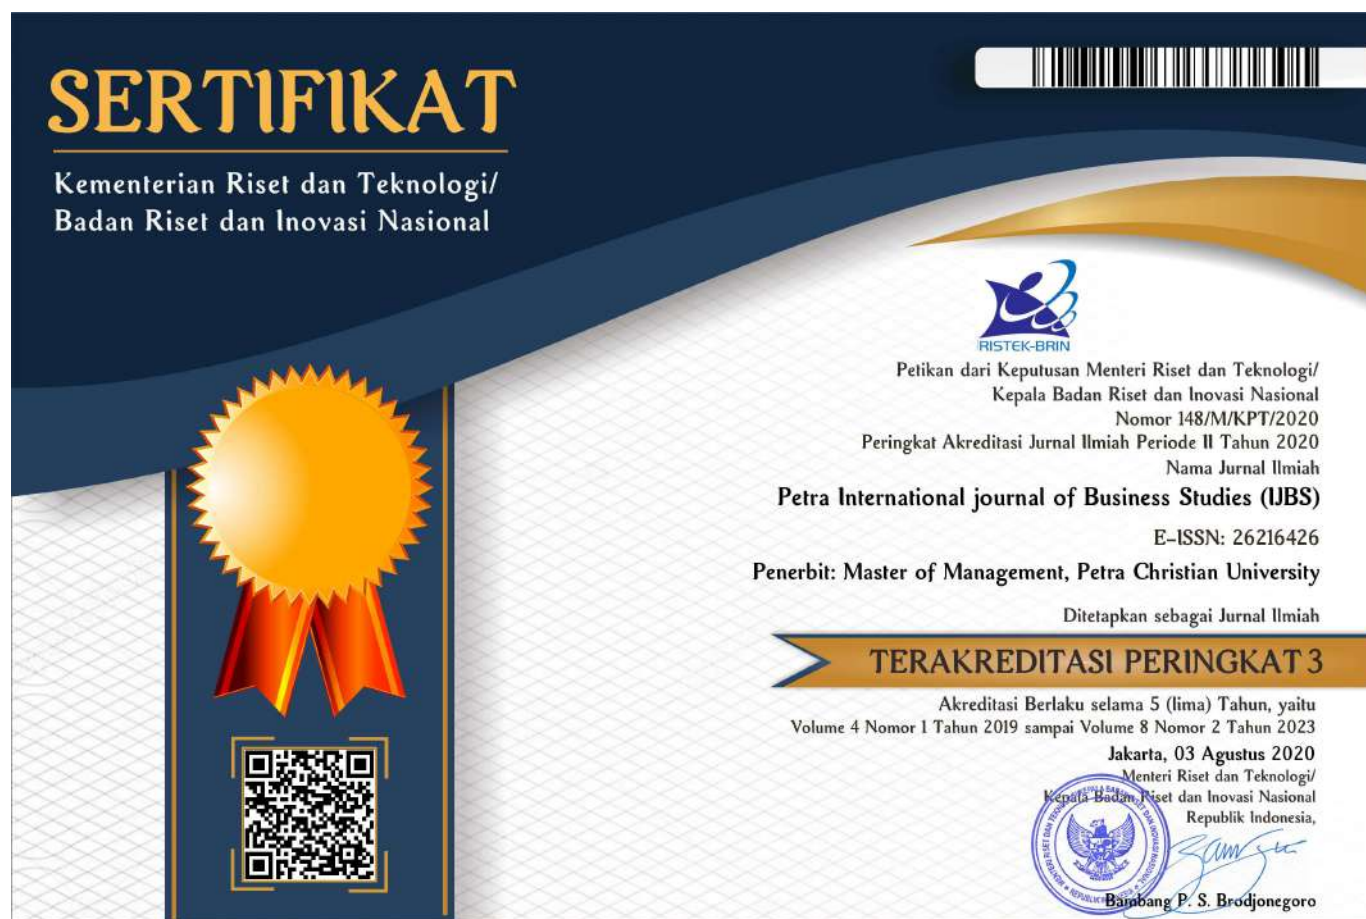 SERTIFIKAT
Kementerian Riset dan Teknologi/
Badan Riset dan Inovasi Nasional
RISTEK-BRIN
Petikan dari Keputusan Menteri Riset dan Teknologi/
Kepala Badan Riset dan Inovasi Nasional
Nomor 148/M/KPT/2020
Peringkat Akreditasi Jurnal Ilmiah Periode II Tahun 2020
Nama Jurnal Ilmiah
Petra International journal of Business Studies (IJBS)
E-ISSN: 26216426
Penerbit: Master of Management, Petra Christian University
Ditetapkan sebagai Jurnal Ilmiah
TERAKREDITASI PERINGKAT 3
Akreditasi Berlaku selama 5 (lima) Tahun, yaitu
Volume 4 Nomor 1 Tahun 2019 sampai Volume 8 Nomor 2 Tahun 2023
Jakarta, 03 Agustus 2020
Menteri Riset dan Teknologi/
Kepala Badan Riset dan Inovasi Nasional
Republik Indonesia,
Bambang P. S. Brodjonegoro